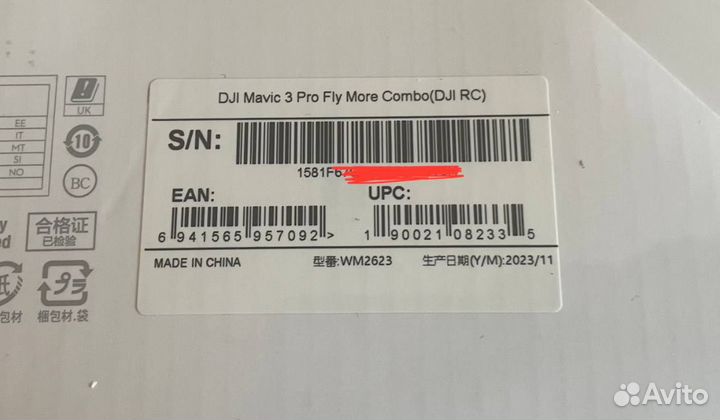 DJI Mavic 3 Pro Fly More Combo(DJI RC)
S/N:
1581F6
EAN:
UPC:
6 941565 957092>
1 90021 08233 5
MADE IN CHINA
型番:WM2623
生产日期(Y/M):2023/11
UK
EE
IT
MT
SI
NO
10
BC
合格证
已检验
包材
梱包材.袋
Avito